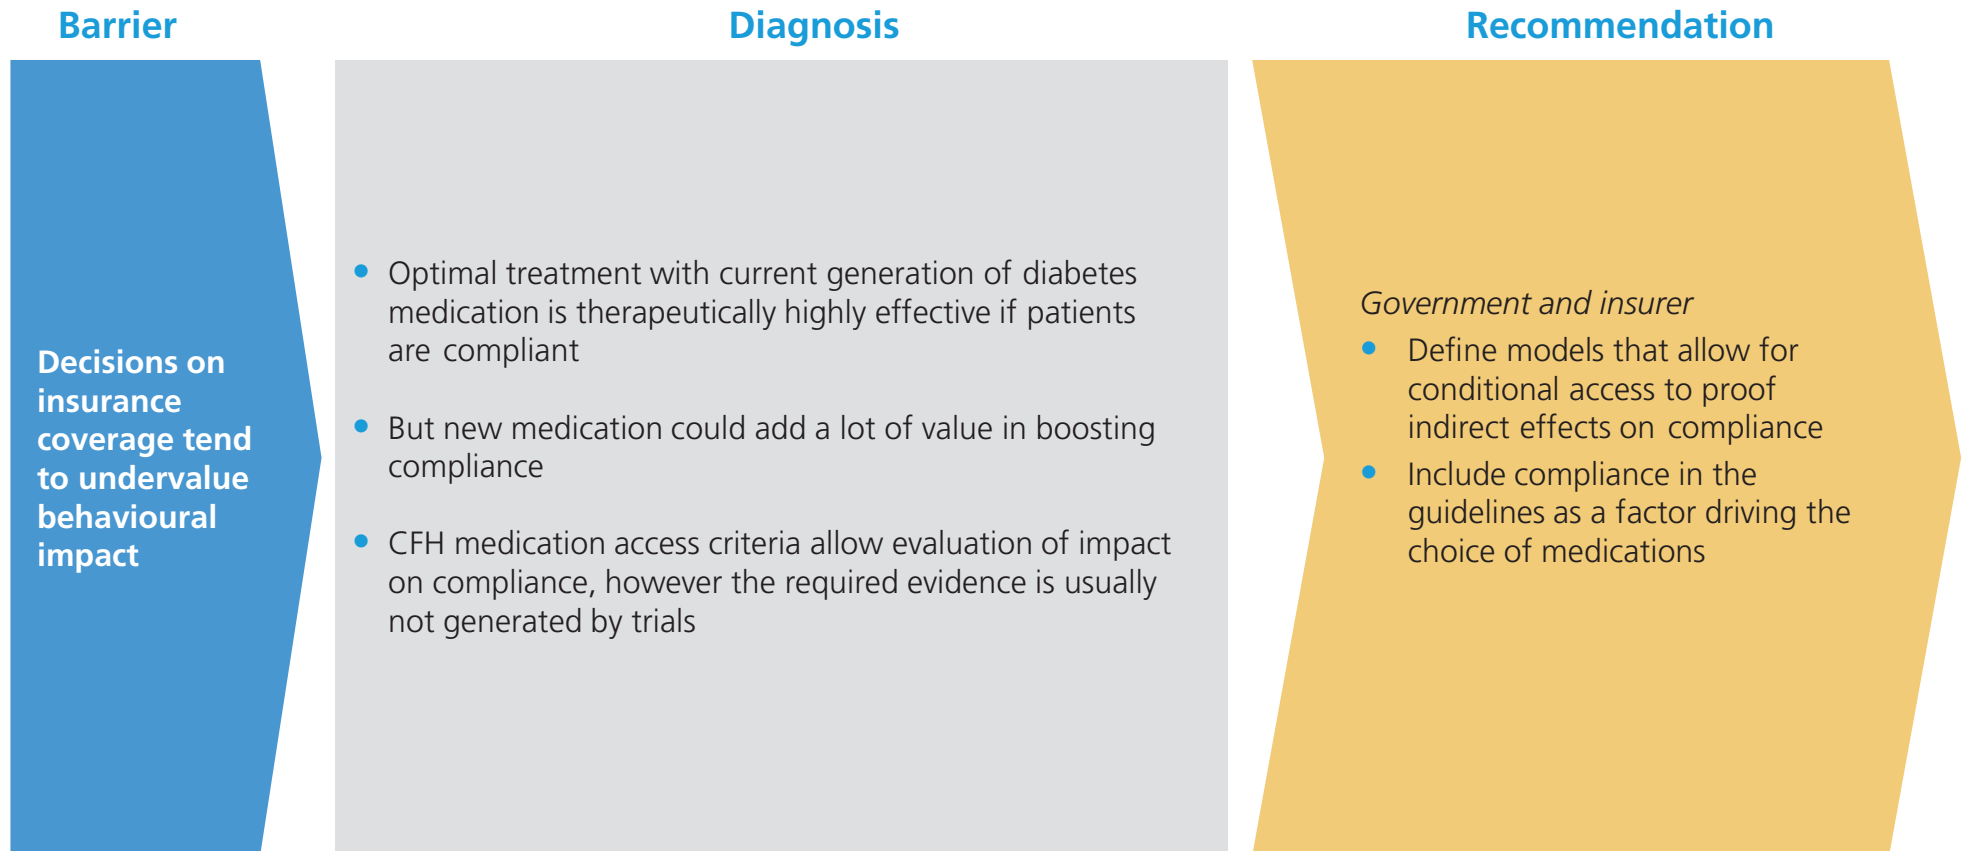 Barrier
Diagnosis
Recommendation
Decisions on
insurance
coverage tend
to undervalue
behavioural
impact
• Optimal treatment with current generation of diabetes
medication is therapeutically highly effective if patients
are compliant
• But new medication could add a lot of value in boosting
compliance
• CFH medication access criteria allow evaluation of impact
on compliance, however the required evidence is usually
not generated by trials
Government and insurer
• Define models that allow for
conditional access to proof
indirect effects on compliance
• Include compliance in the
guidelines as a factor driving the
choice of medications